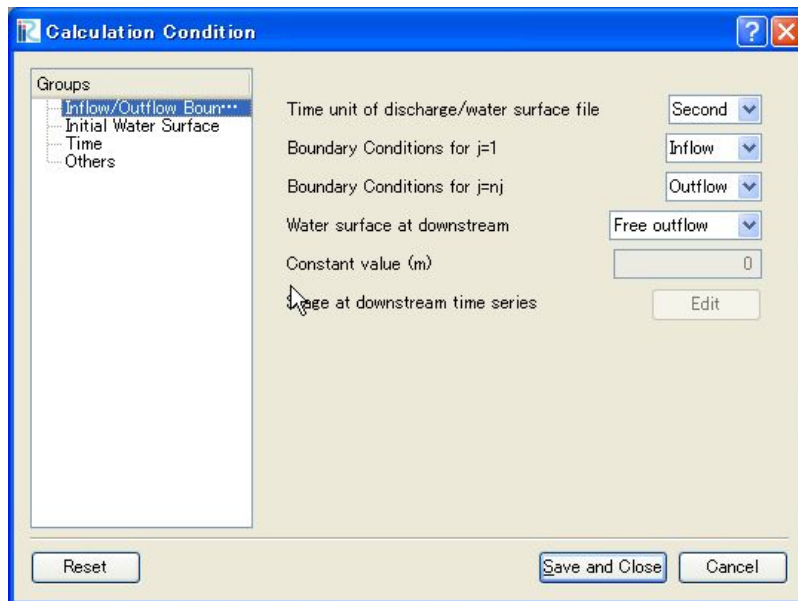 iRIC Calculation Condition
Groups
Inflow/Outflow Boun…
Initial Water Surface
Time
Others
Time unit of discharge/water surface file Second
Boundary Conditions for j=1 Inflow
Boundary Conditions for j=nj Outflow
Water surface at downstream Free outflow
Constant value (m) 0
at downstream time series Edit
Reset Save and Close Cancel